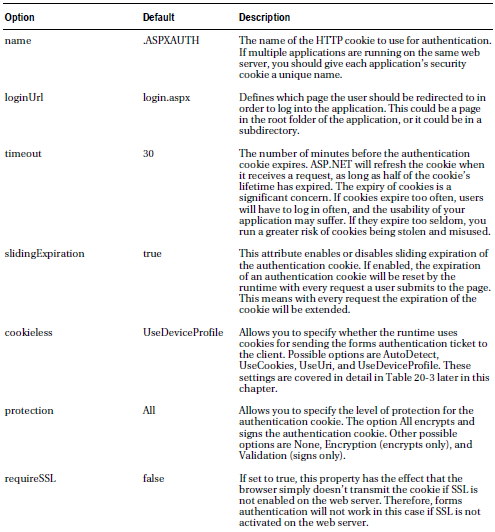 Option Default Description
name .ASPXAUTH The name of the HTTP cookie to use for authentication.
If multiple applications are running on the same web
server, you should give each application's security
cookie a unique name.
loginUrl login.aspx Defines which page the user should be redirected to in
order to log into the application. This could be a page
in the root folder of the application, or it could be in a
subdirectory.
timeout 30 The number of minutes before the authentication
cookie expires. ASP.NET will refresh the cookie when
it receives a request, as long as half of the cookie's
lifetime has expired. The expiry of cookies is a
significant concern. If cookies expire too often, users
will have to log in often, and the usability of your
application may suffer. If they expire too seldom, you
run a greater risk of cookies being stolen and misused.
slidingExpiration true This attribute enables or disables sliding expiration of
the authentication cookie. If enabled, the expiration
of an authentication cookie will be reset by the
runtime with every request a user submits to the page.
This means with every request the expiration of the
cookie will be extended.
cookieless UseDeviceProfile Allows you to specify whether the runtime uses
cookies for sending the forms authentication ticket to
the client. Possible options are AutoDetect,
UseCookies, UseUri, and UseDeviceProfile. These
settings are covered in detail in Table 20-3 later in this
chapter.
protection All Allows you to specify the level of protection for the
authentication cookie. The option All encrypts and
signs the authentication cookie. Other possible
options are None, Encryption (encrypts only), and
Validation (signs only).
requireSSL false If set to true, this property has the effect that the
browser simply doesn't transmit the cookie if SSL is
not enabled on the web server. Therefore, forms
authentication will not work in this case if SSL is not
activated on the web server.